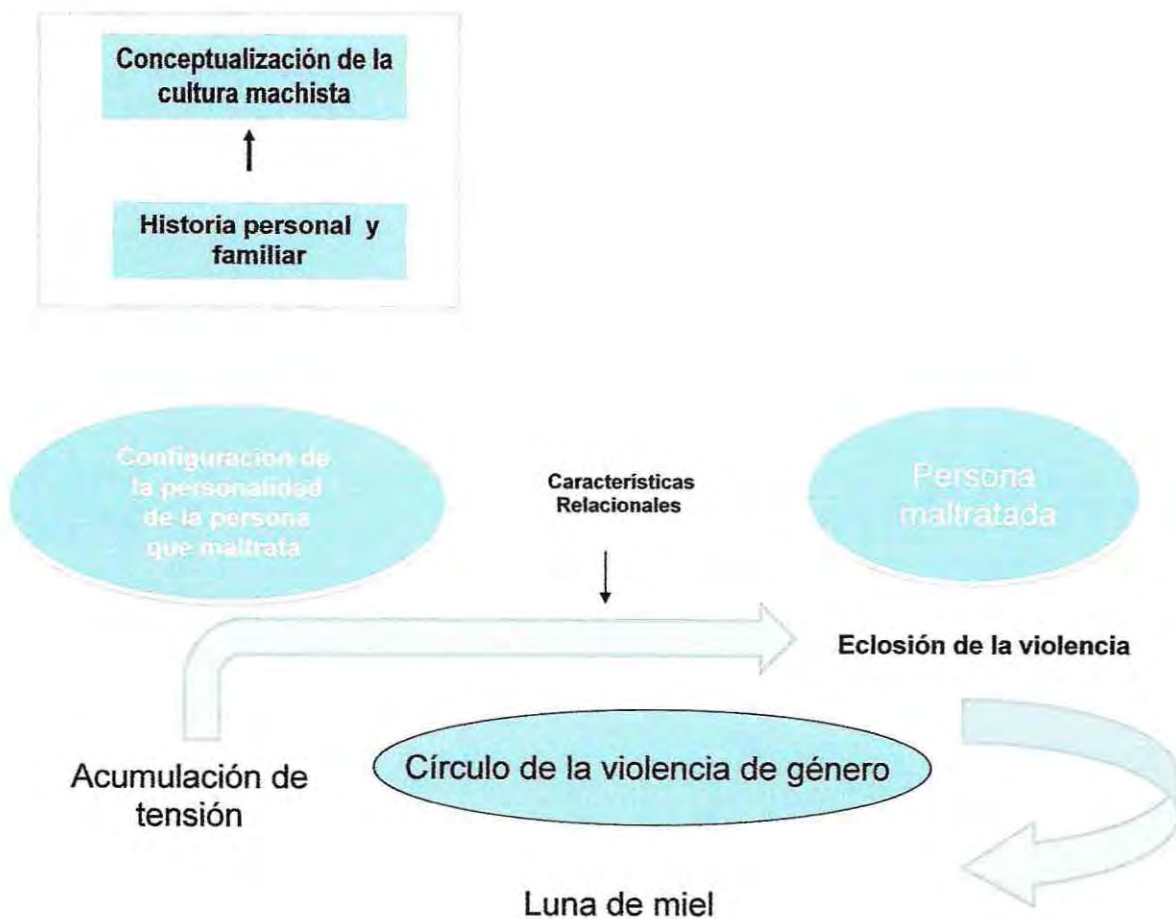 Conceptualización de la
cultura machista
Historia personal y
familiar
Configuración de
la personalidad
de la persona
que maltrata
Características
Relacionales
Persona
maltratada
Eclosión de la violencia
Acumulación de
tensión
Círculo de la violencia de género
Luna de miel